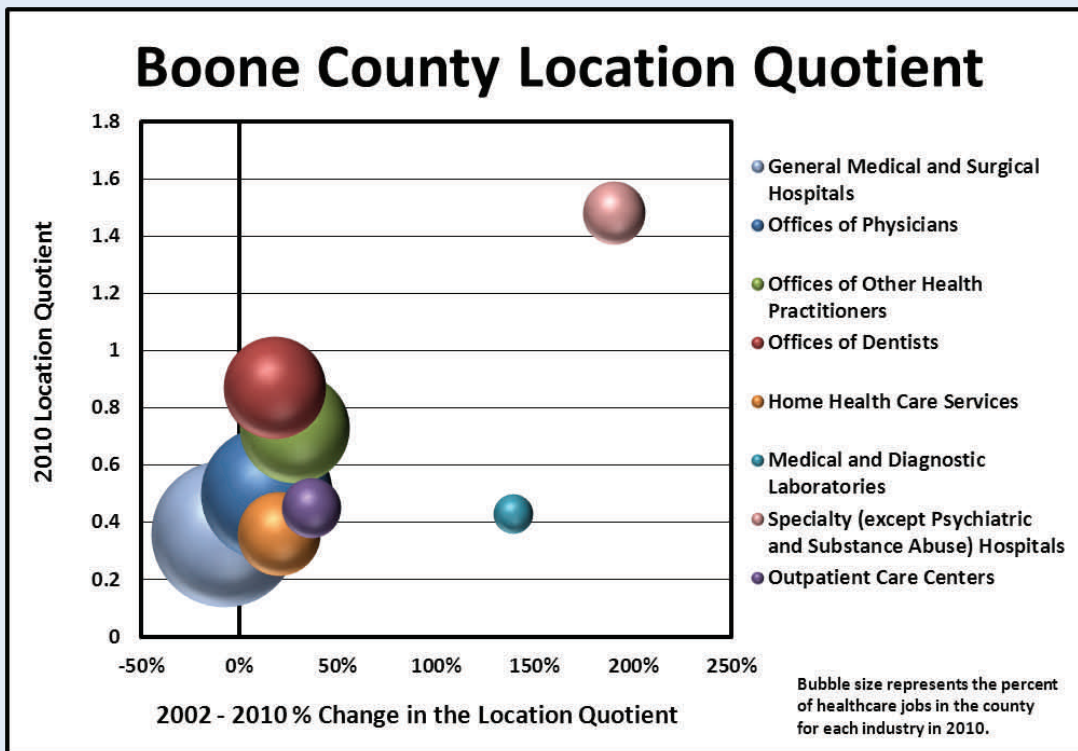 Boone County Location Quotient
1.8
1.6
1.4
1.2
1
0.8
0.6
0.4
0.2
0
2010 Location Quotient
-50%
0%
50%
100%
150%
200%
250%
2002 - 2010 % Change in the Location Quotient
General Medical and Surgical
Hospitals
Offices of Physicians
Offices of Other Health
Practitioners
Offices of Dentists
Home Health Care Services
Medical and Diagnostic
Laboratories
Specialty (except Psychiatric
and Substance Abuse) Hospitals
Outpatient Care Centers
Bubble size represents the percent
of healthcare jobs in the county
for each industry in 2010.